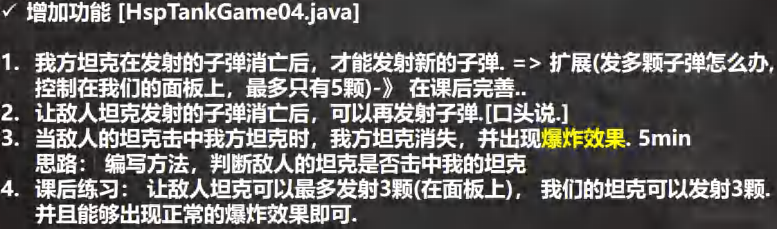 ✓ 增加功能 [HspTankGame04.java]
1. 我方坦克在发射的子弹消亡后，才能发射新的子弹. => 扩展(发多颗子弹怎么办,
控制在我们的面板上，最多只有5颗)-》 在课后完善..
2. 让敌人坦克发射的子弹消亡后，可以再发射子弹.[口头说.]
3. 当敌人的坦克击中我方坦克时，我方坦克消失，并出现爆炸效果. 5min
思路： 编写方法，判断敌人的坦克是否击中我的坦克
4. 课后练习： 让敌人坦克可以最多发射3颗(在面板上)， 我们的坦克可以发射3颗.
并且能够出现正常的爆炸效果即可.